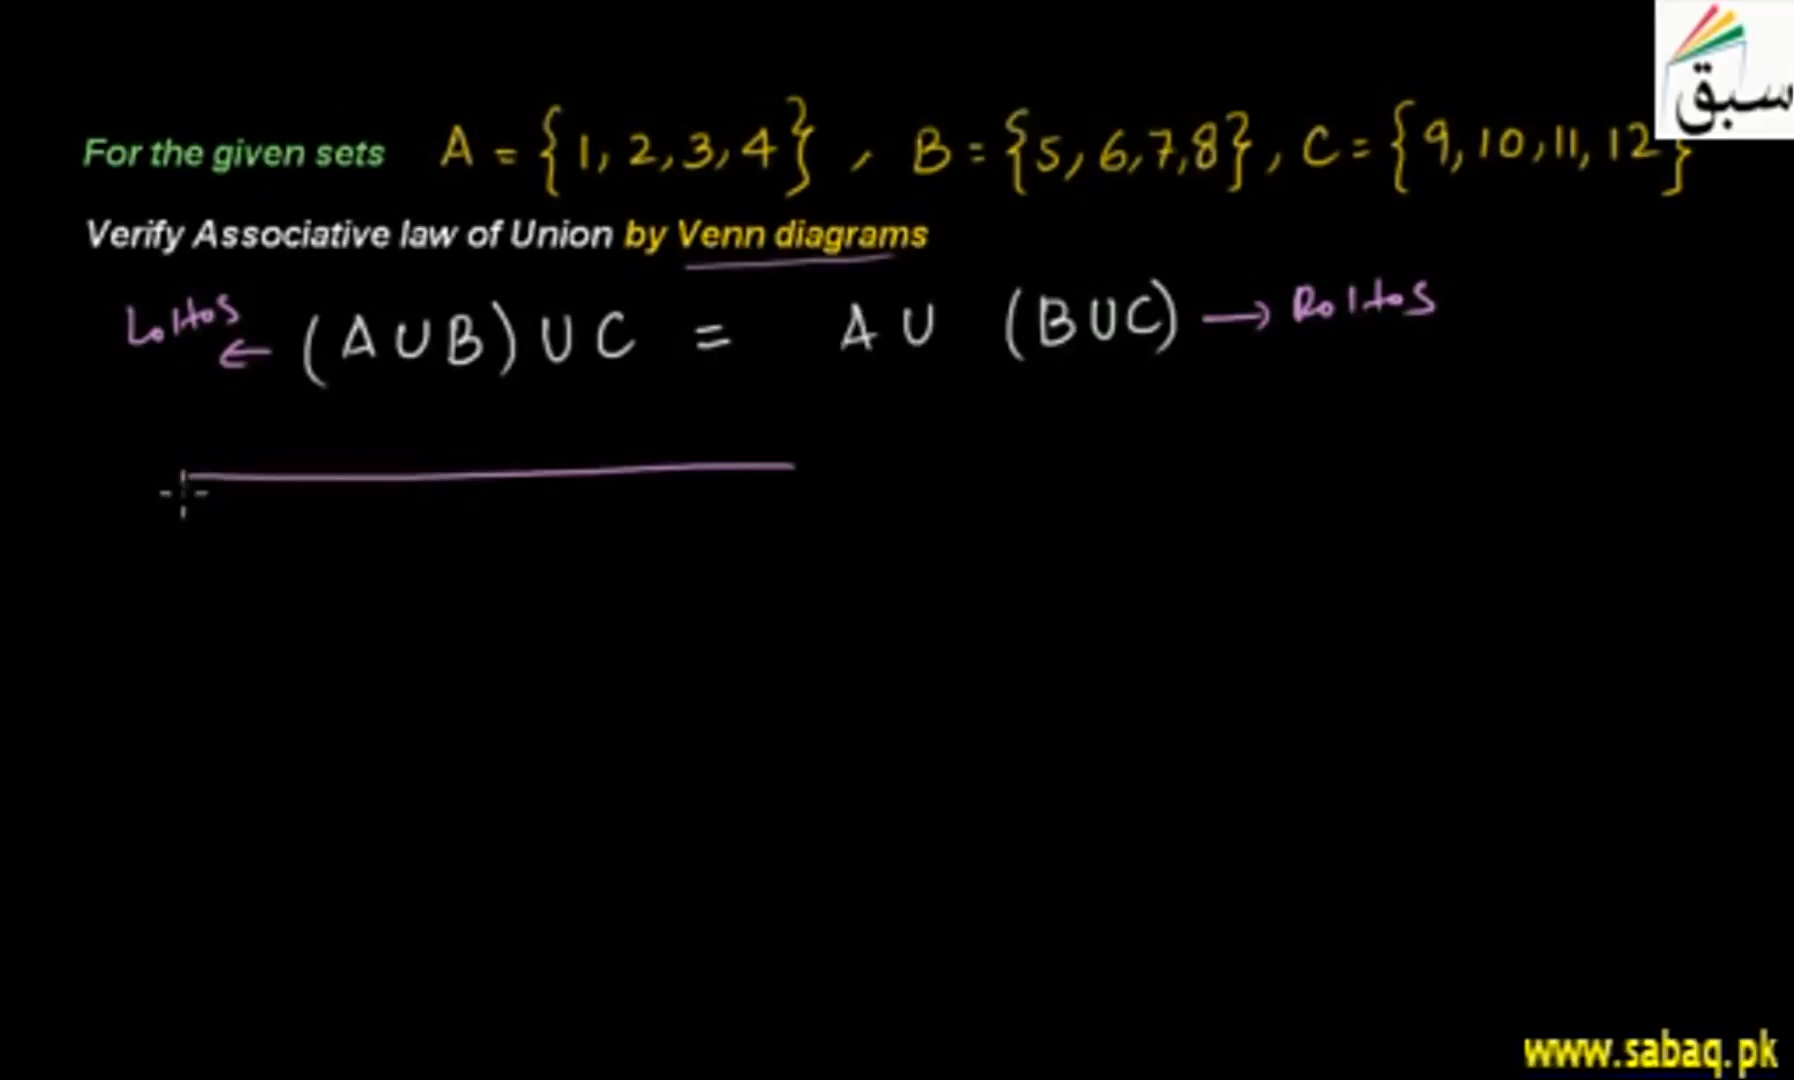 سبق
For the given sets A = {1, 2, 3, 4} , B = {5, 6, 7, 8} , C = {9, 10, 11, 12}
Verify Associative law of Union by Venn diagrams
L.H.S ← (A ∪ B) ∪ C = A ∪ (B ∪ C) → R.H.S
www.sabaq.pk